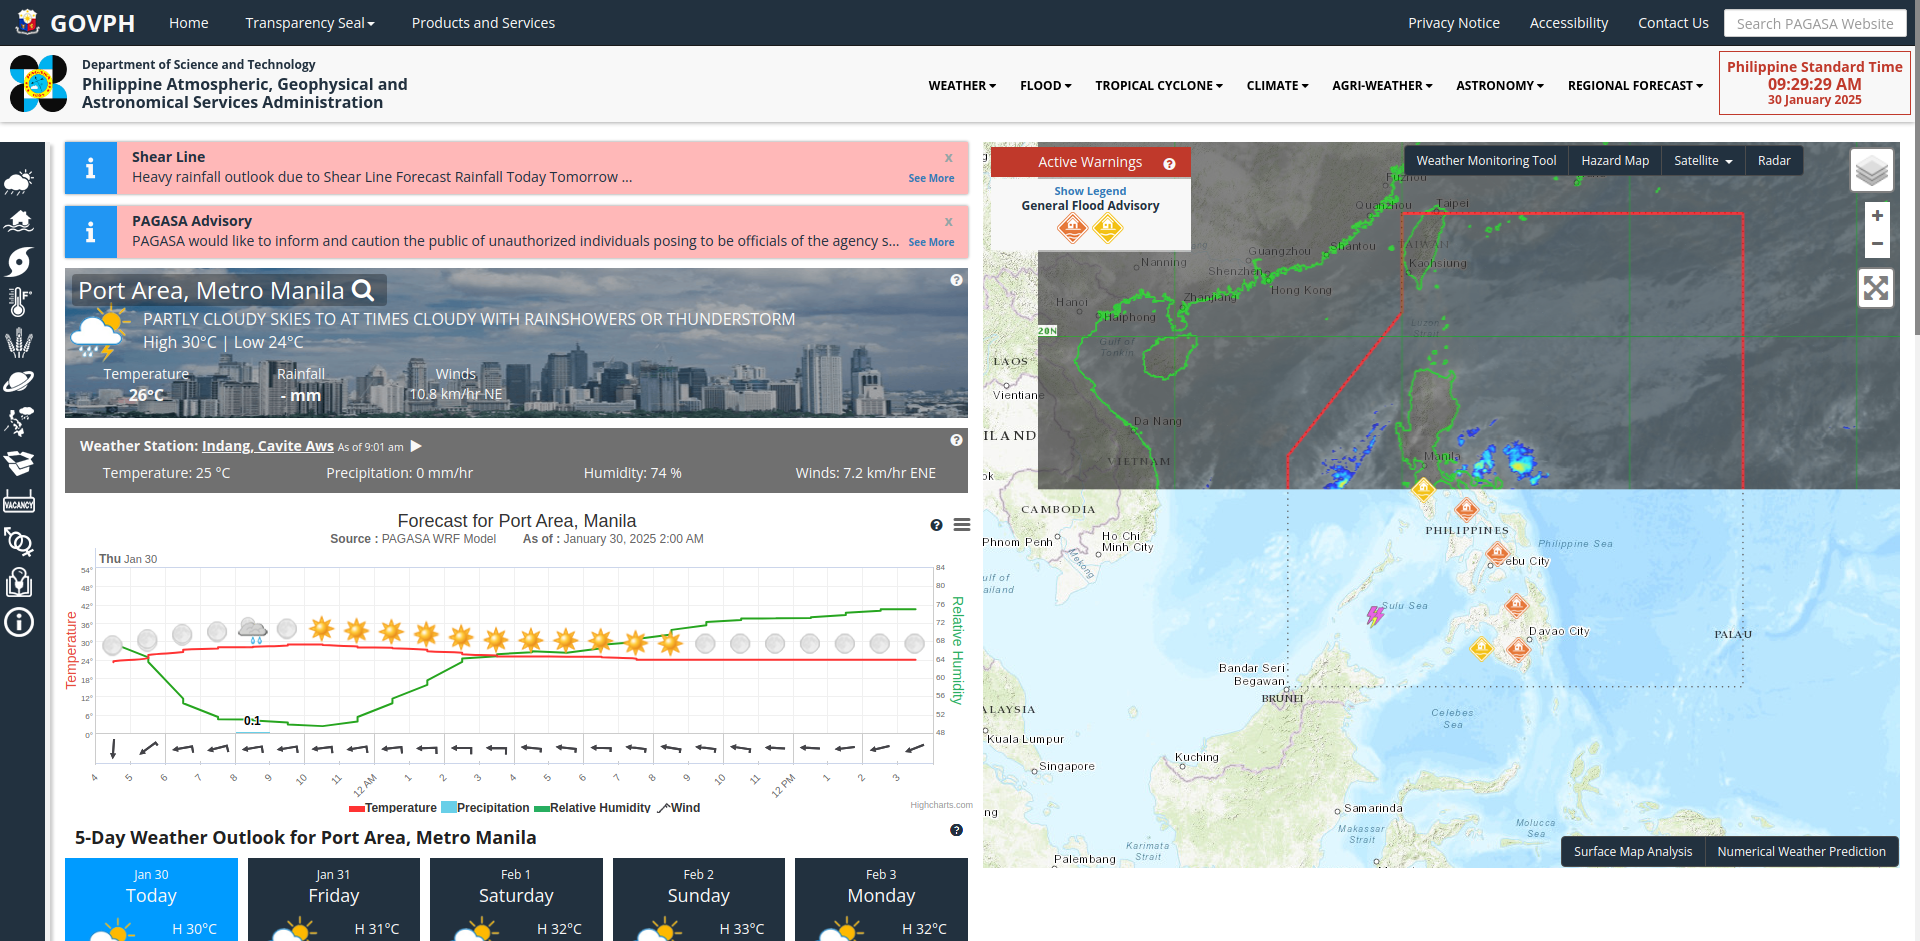 GOVPH
Home
Transparency Seal
Products and Services
Privacy Notice
Accessibility
Contact Us
Search PAGASA Website
Department of Science and Technology
Philippine Atmospheric, Geophysical and
Astronomical Services Administration
WEATHER
FLOOD
TROPICAL CYCLONE
CLIMATE
AGRI-WEATHER
ASTRONOMY
REGIONAL FORECAST
Philippine Standard Time
09:29:29 AM
30 January 2025
Shear Line
x
Heavy rainfall outlook due to Shear Line Forecast Rainfall Today Tomorrow ...
See More
PAGASA Advisory
x
PAGASA would like to inform and caution the public of unauthorized individuals posing to be officials of the agency s...
See More
Port Area, Metro Manila
PARTLY CLOUDY SKIES TO AT TIMES CLOUDY WITH RAINSHOWERS OR THUNDERSTORM
High 30°C | Low 24°C
Temperature
Rainfall
Winds
26°C
- mm
10.8 km/hr NE
Weather Station: Indang, Cavite Aws As of 9:01 am
Temperature: 25 °C
Precipitation: 0 mm/hr
Humidity: 74 %
Winds: 7.2 km/hr ENE
VACANCY
Forecast for Port Area, Manila
Source : PAGASA WRF Model As of : January 30, 2025 2:00 AM
Thu Jan 30
54°
48°
42°
36°
30°
24°
18°
12°
6°
0°
Temperature
84
80
76
72
68
64
60
56
52
48
Relative Humidity
0.1
4 5 6 7 8 9 10 11 12 AM 1 2 3 4 5 6 7 8 9 10 11 12 PM 1 2 3
Temperature Precipitation Relative Humidity Wind
Highcharts.com
5-Day Weather Outlook for Port Area, Metro Manila
Jan 30
Today
H 30°C
Jan 31
Friday
H 31°C
Feb 1
Saturday
H 32°C
Feb 2
Sunday
H 33°C
Feb 3
Monday
H 32°C
Active Warnings
Show Legend
General Flood Advisory
Weather Monitoring Tool
Hazard Map
Satellite
Radar
+
−
Fuzhou
Quanzhou
Taipei
TAIWAN
Kaohsiung
Shantou
Guangzhou
Shenzhen
Hong Kong
Nanning
Zhanjiang
Hanoi
Haiphong
Gulf of
Tonkin
20N
Luzon
Strait
LAOS
Vientiane
Da Nang
ILAND
VIETNAM
Manila
ok
CAMBODIA
Phnom Penh
Ho Chi
Minh City
Mekong
PHILIPPINES
Philippine Sea
ebu City
ulf of
ailand
Sulu Sea
Davao City
PALAU
Bandar Seri
Begawan
BRUNEI
ALAYSIA
Celebes
Sea
Kuala Lumpur
Kuching
Singapore
Samarinda
ng
Makassar
Strait
Molucca
Sea
Karimata
Strait
Palembang
Surface Map Analysis
Numerical Weather Prediction